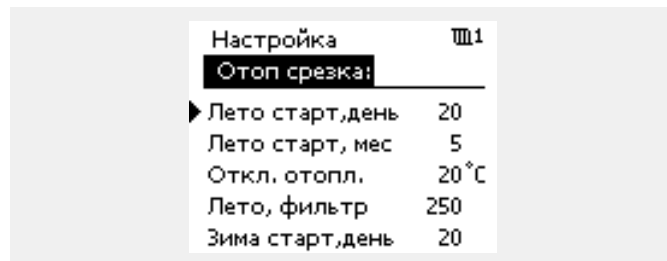 Настройка 1
Отоп срезка:
Лето старт,день 20
Лето старт, мес 5
Откл. отопл. 20°C
Лето, фильтр 250
Зима старт,день 20